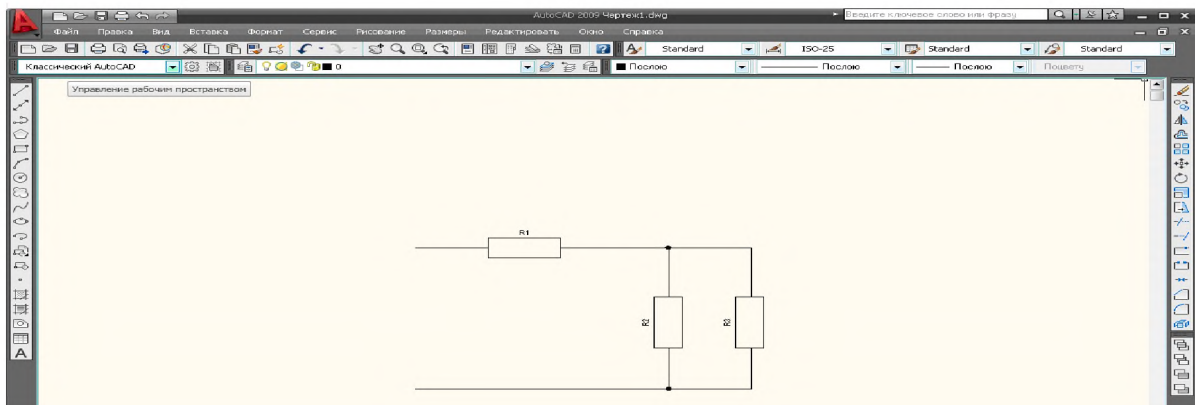 AutoCAD 2009 Чертеж1.dwg
Введите ключевое слово или фразу
Файл Правка Вид Вставка Формат Сервис Рисование Размеры Редактировать Окно Справка
Standard ISO-25 Standard Standard
Классический AutoCAD 0 Послою Послою Послою Поцвету
Управление рабочим пространством
R1
R2
R3
A